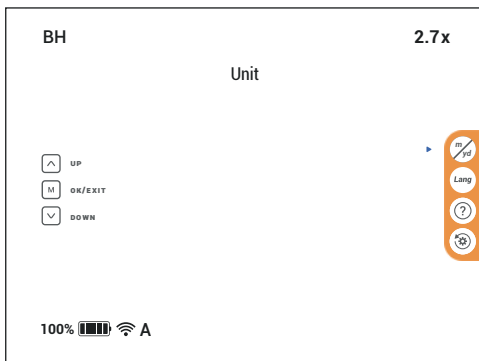 BH 2.7x
Unit
UP
M OK/EXIT
DOWN
m/yd
Lang
?
100% A